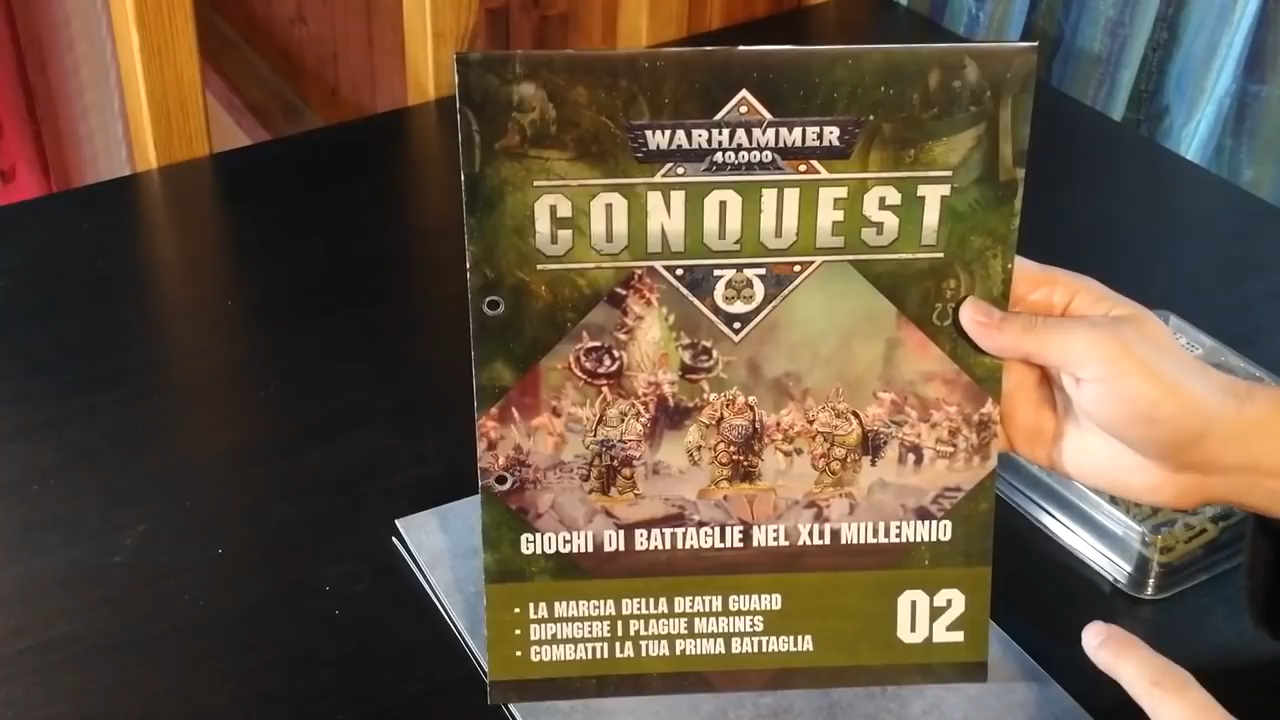 WARHAMMER
40,000
CONQUEST
GIOCHI DI BATTAGLIE NEL XLI MILLENNIO
- LA MARCIA DELLA DEATH GUARD
- DIPINGERE I PLAGUE MARINES
- COMBATTI LA TUA PRIMA BATTAGLIA
02